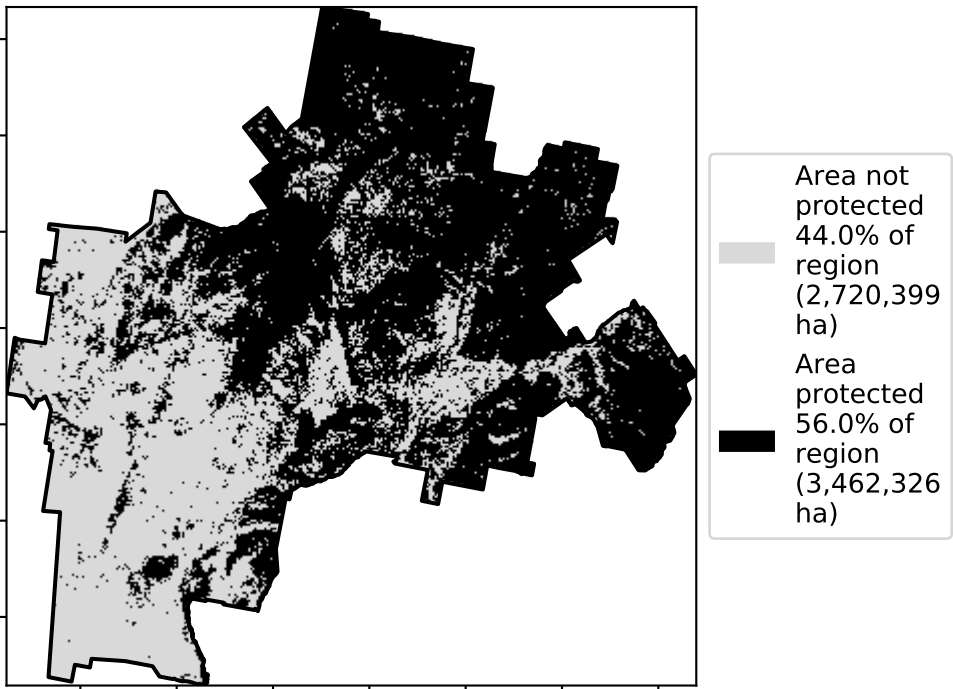 Area not
protected
44.0% of
region
(2,720,399
ha)
Area
protected
56.0% of
region
(3,462,326
ha)